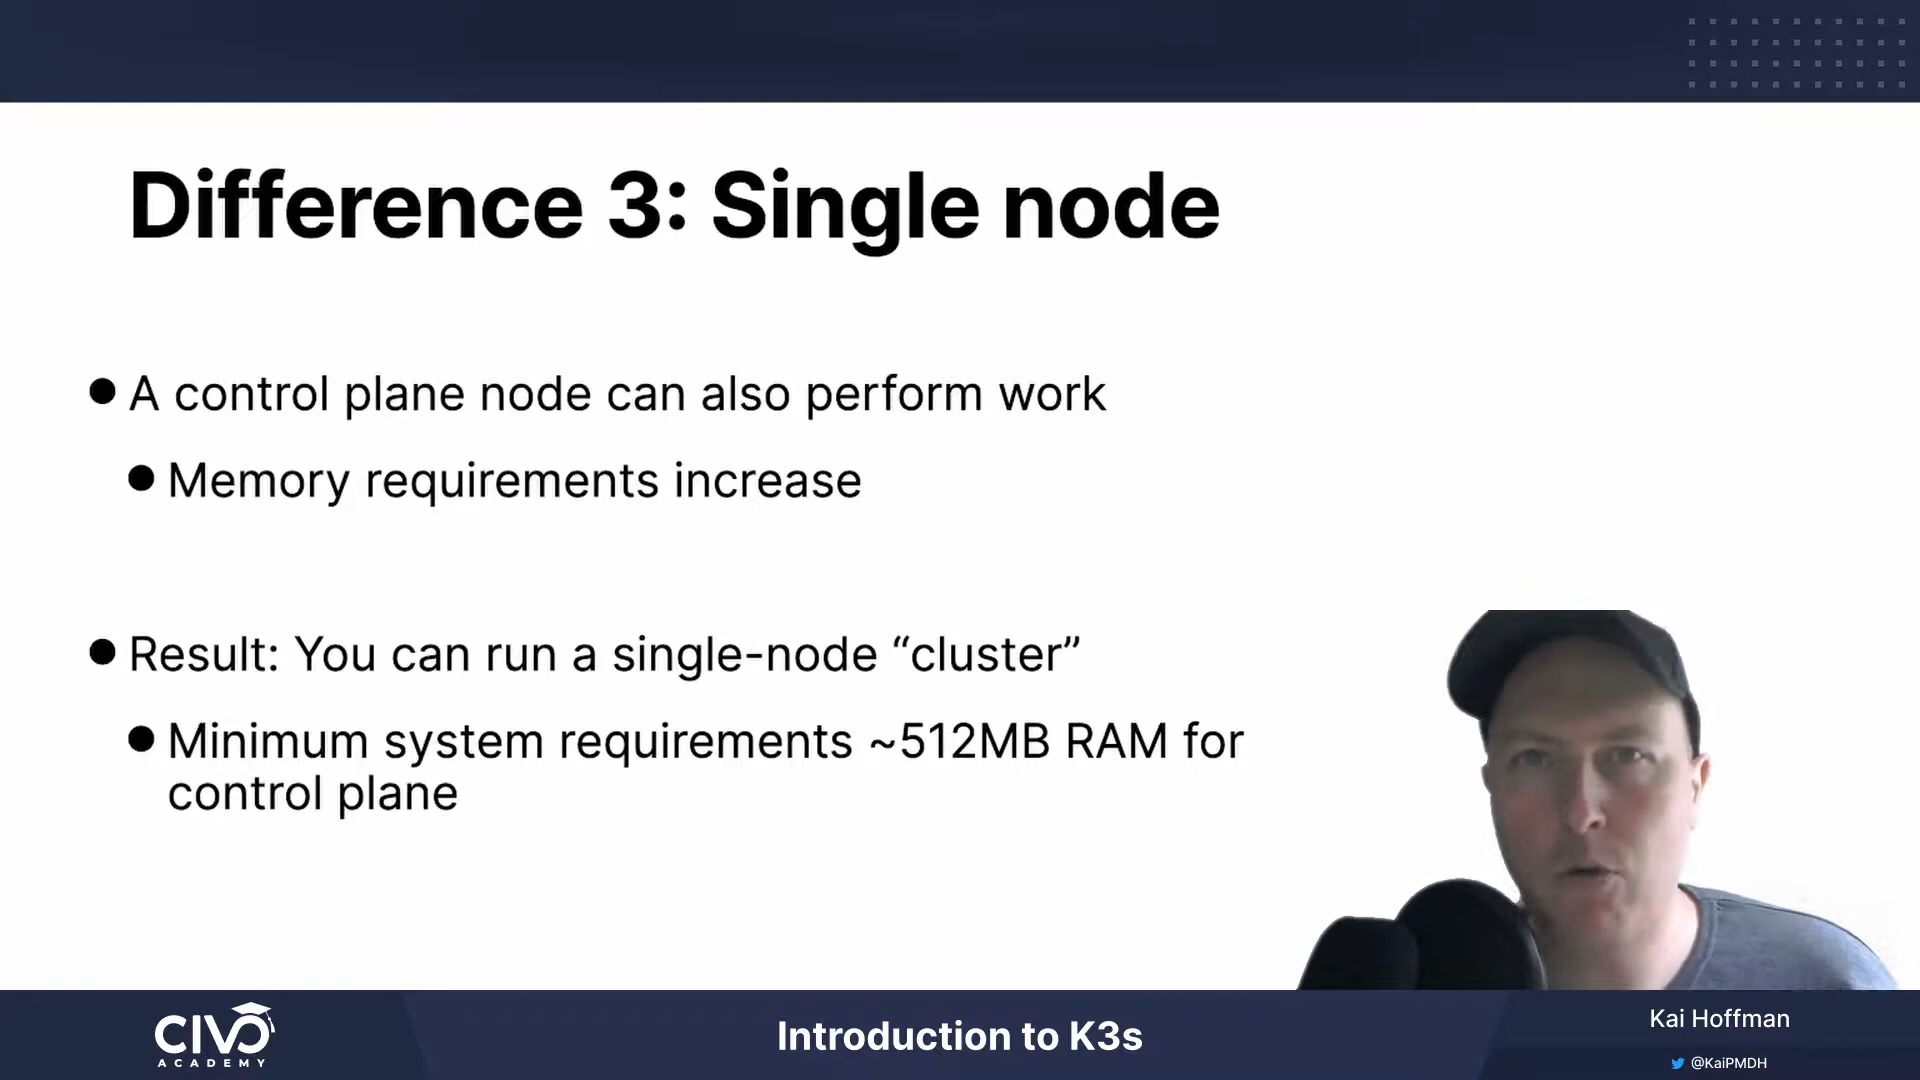 Difference 3: Single node
A control plane node can also perform work
Memory requirements increase
Result: You can run a single-node “cluster”
Minimum system requirements ~512MB RAM for
control plane
CIVO
ACADEMY
Introduction to K3s
Kai Hoffman
@KaiPMDH